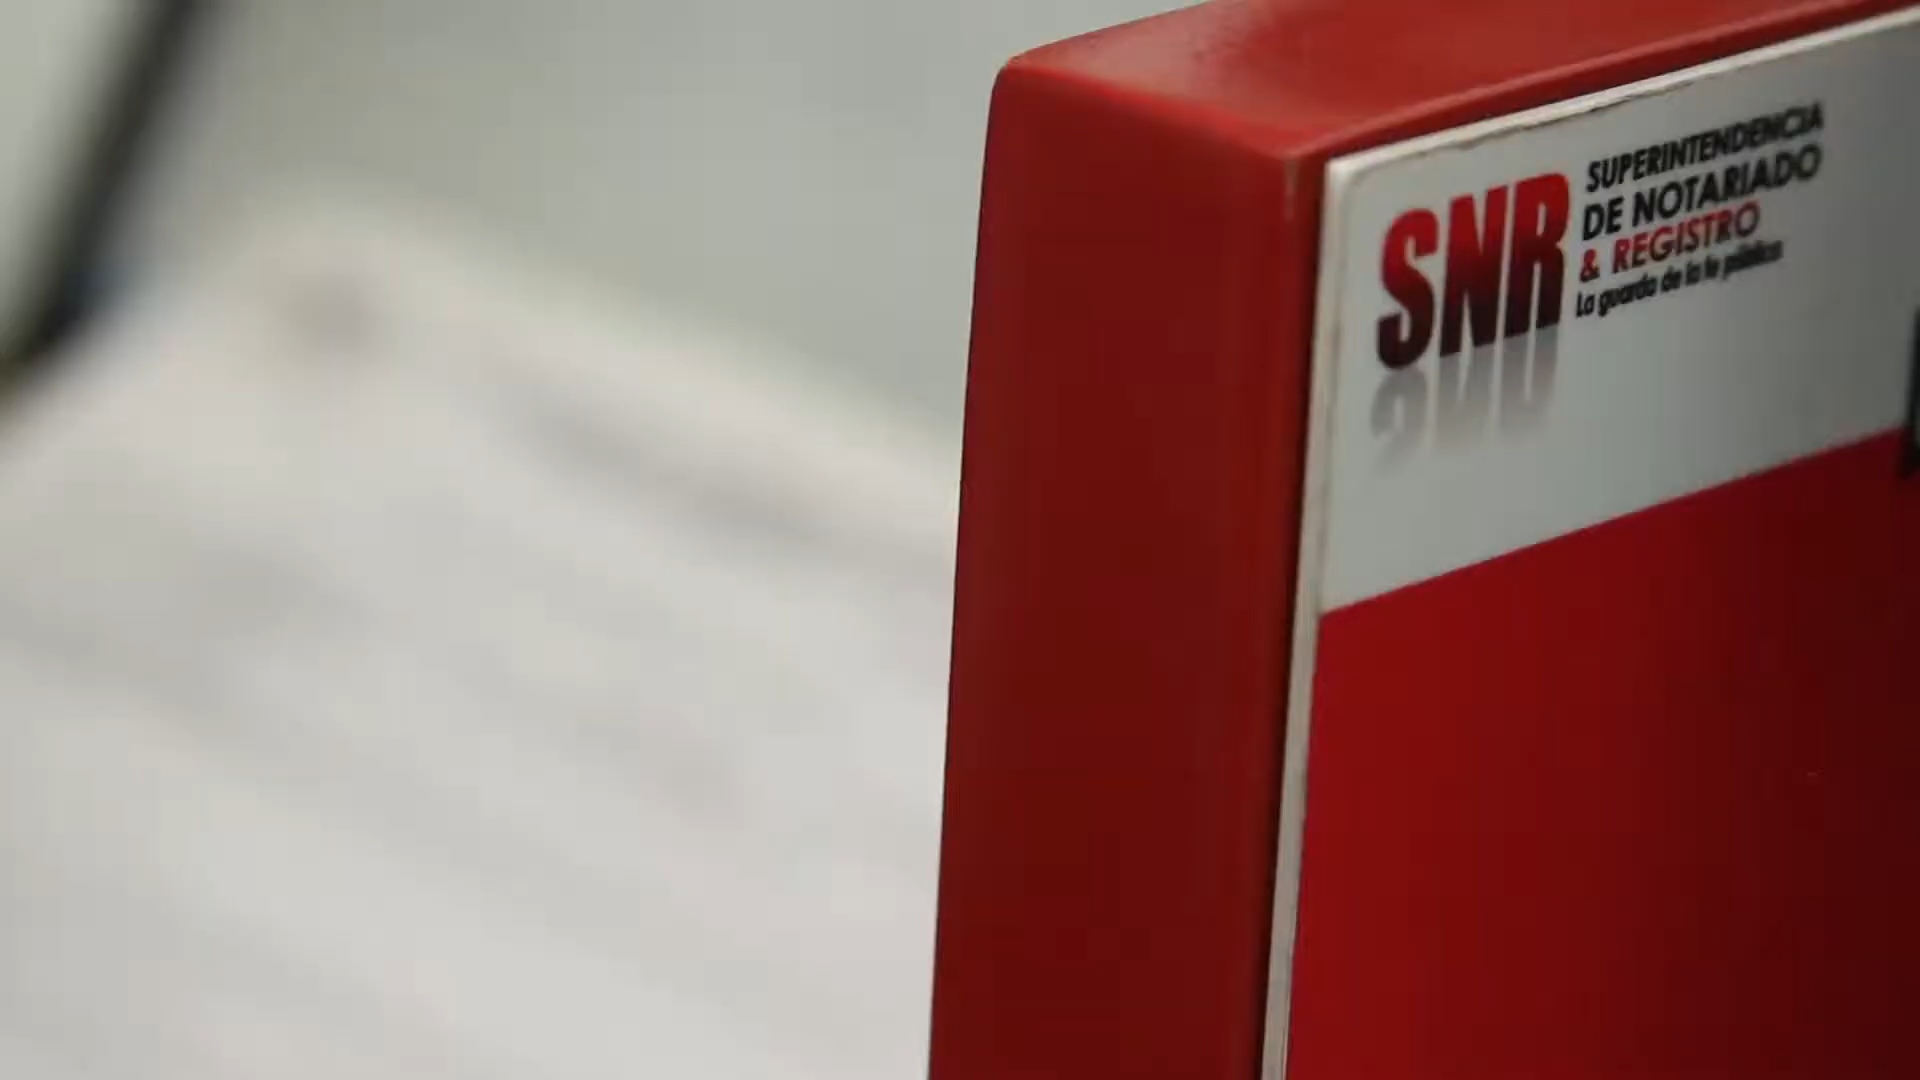 SNR
SUPERINTENDENCIA
DE NOTARIADO
& REGISTRO
La guarda de la fe pública